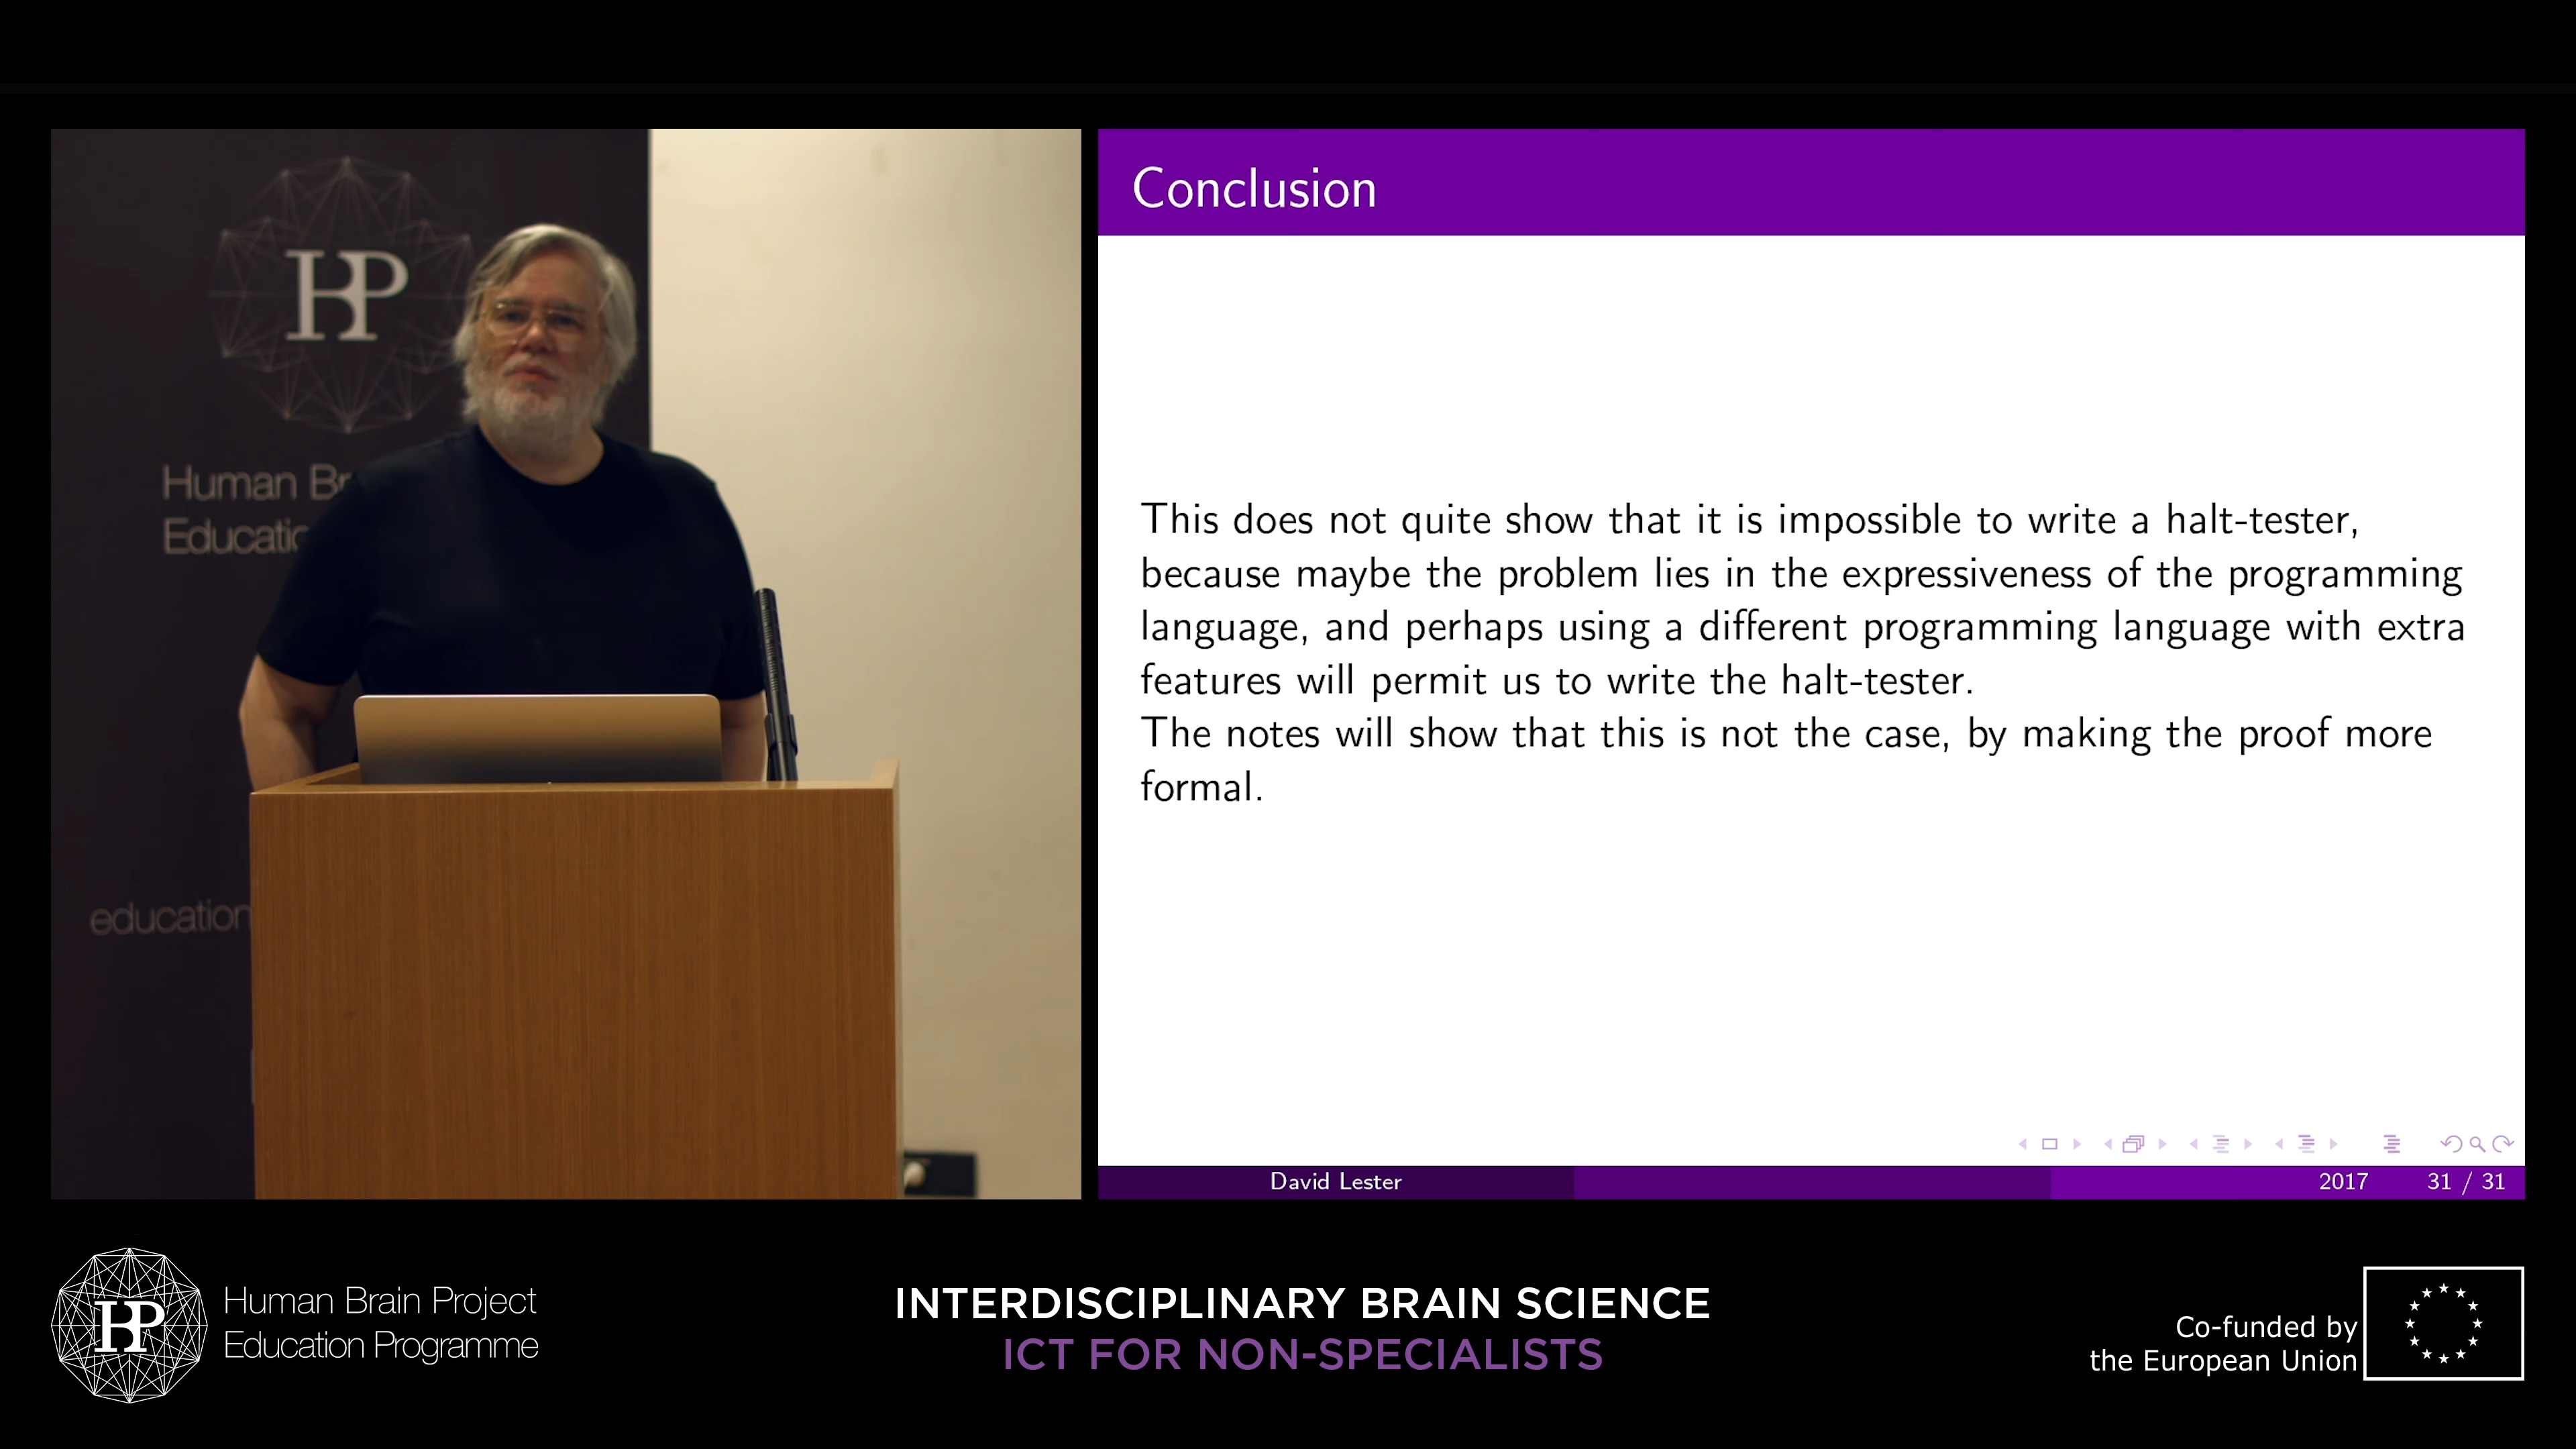 HBP
Human Br
Educatio
education
Conclusion
This does not quite show that it is impossible to write a halt-tester,
because maybe the problem lies in the expressiveness of the programming
language, and perhaps using a different programming language with extra
features will permit us to write the halt-tester.
The notes will show that this is not the case, by making the proof more
formal.
David Lester
2017 31 / 31
HBP
Human Brain Project
Education Programme
INTERDISCIPLINARY BRAIN SCIENCE
ICT FOR NON-SPECIALISTS
Co-funded by
the European Union